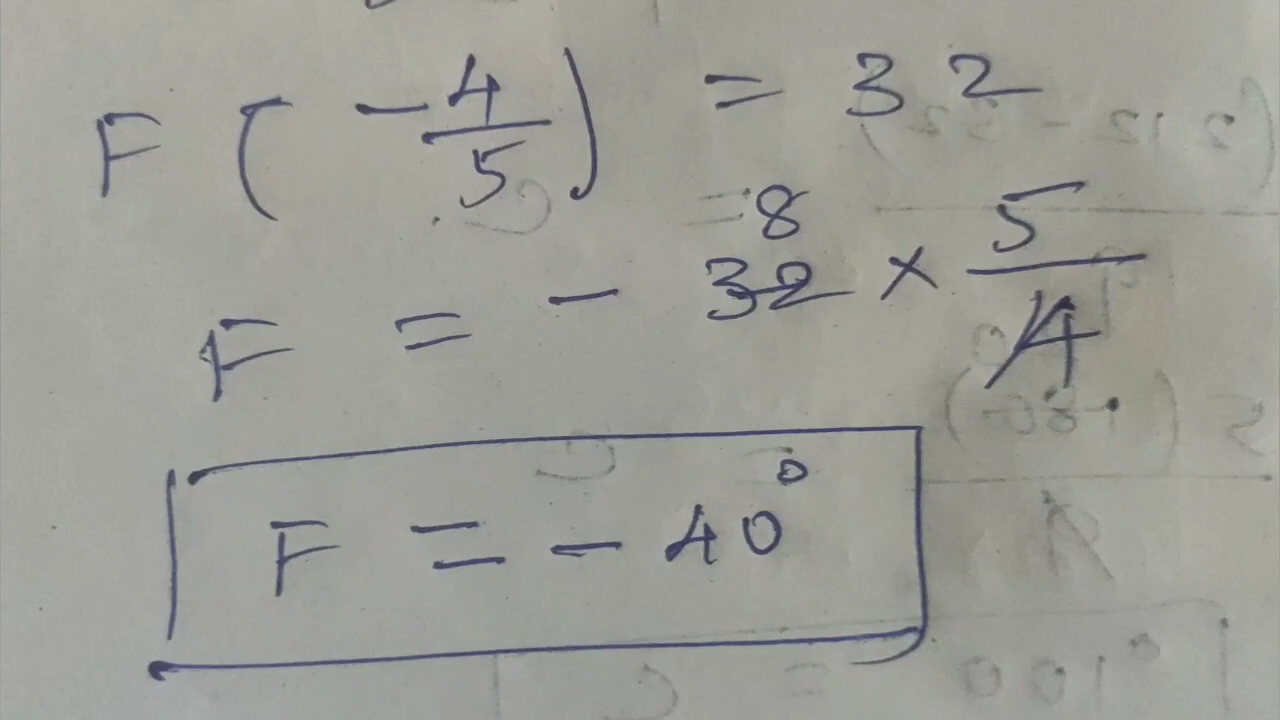 F ( -4/5 ) = 32
F = - 32 8 × 5/4
F = - 40°